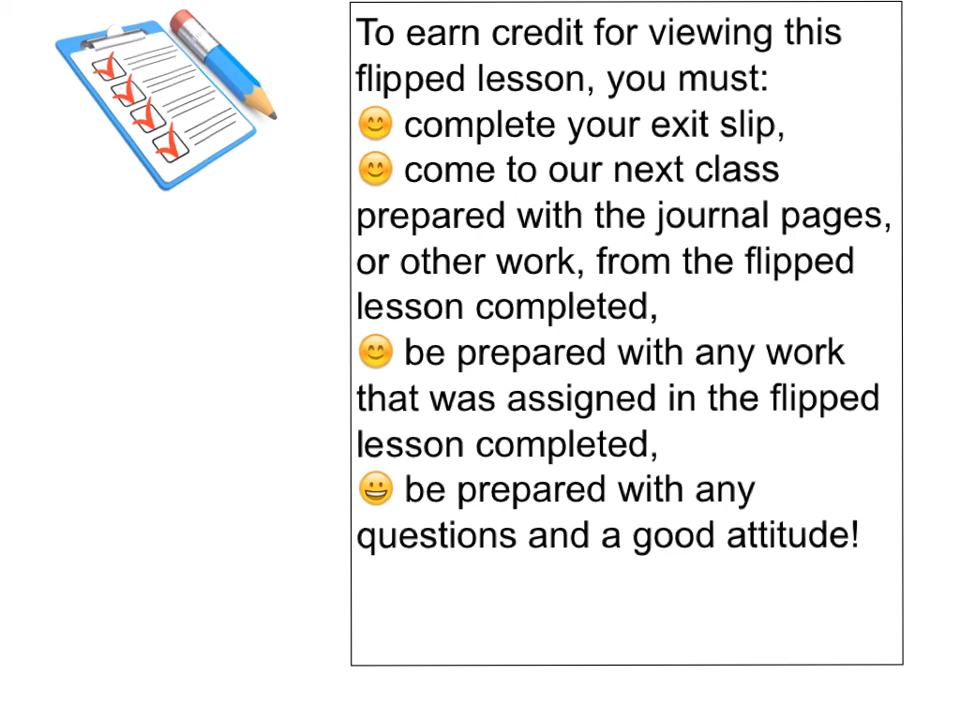 To earn credit for viewing this
flipped lesson, you must:
😊 complete your exit slip,
😊 come to our next class
prepared with the journal pages,
or other work, from the flipped
lesson completed,
😊 be prepared with any work
that was assigned in the flipped
lesson completed,
😀 be prepared with any
questions and a good attitude!